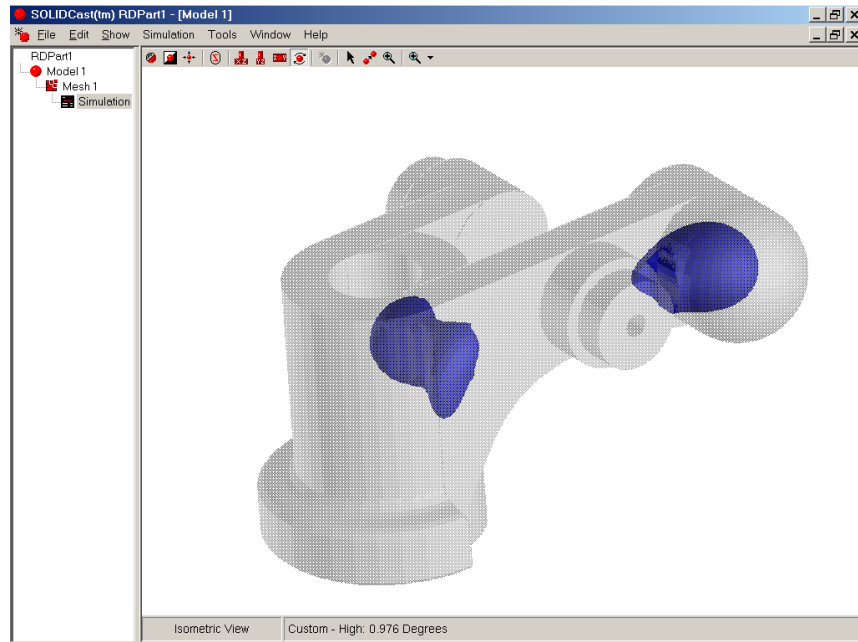 SOLIDCast(tm) RDPart1 - [Model 1]
File Edit Show Simulation Tools Window Help
RDPart1
Model 1
Mesh 1
Simulation
Isometric View
Custom - High: 0.976 Degrees